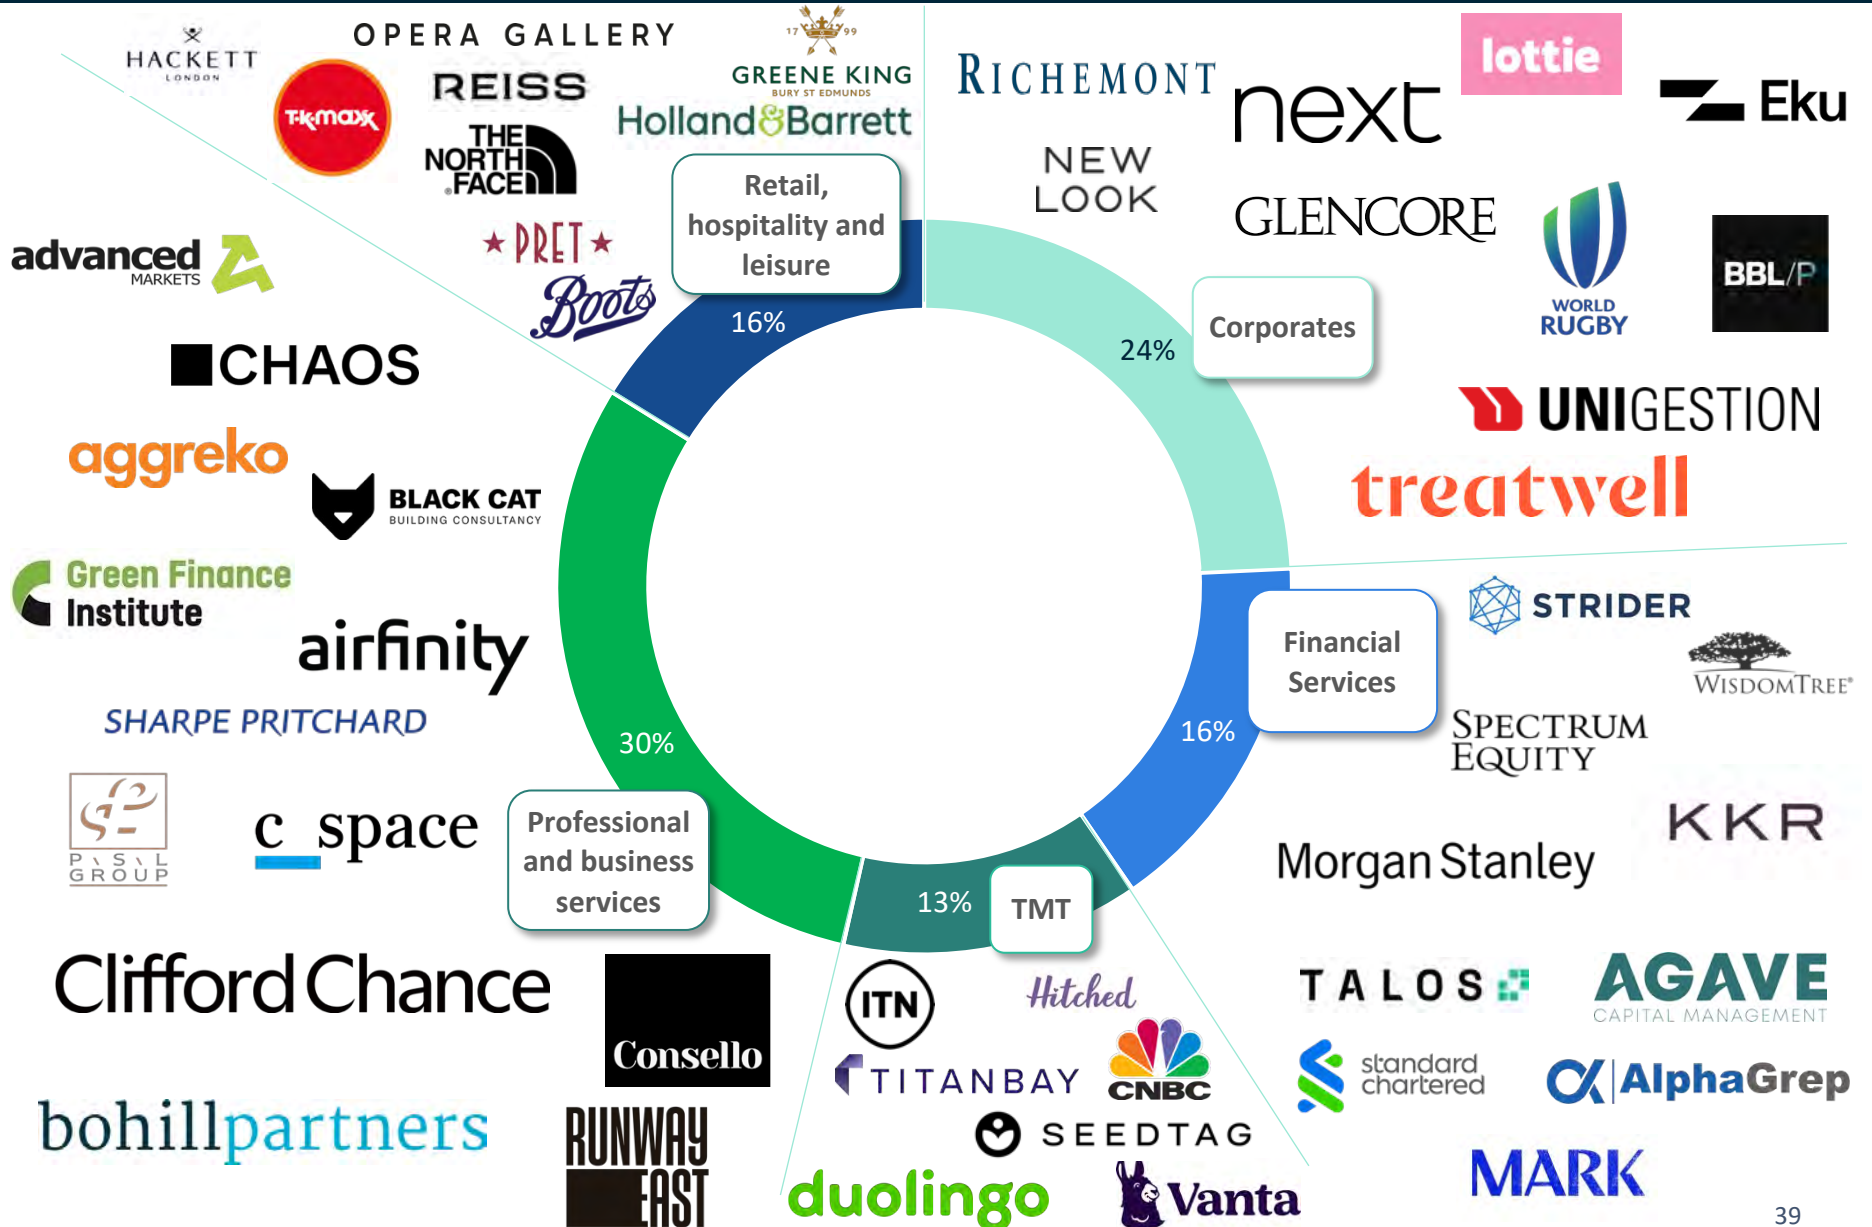 HACKETT
LONDON
OPERA GALLERY
T·K·maxx
REISS
THE
NORTH
FACE
17 99
GREENE KING
BURY ST EDMUNDS
Holland&Barrett
PRET
Boots
Retail,
hospitality and
leisure
16%
RICHEMONT
next
lottie
Eku
NEW
LOOK
GLENCORE
WORLD
RUGBY
BBL/P
Corporates
24%
UNIGESTION
treatwell
advanced
MARKETS
CHAOS
aggreko
BLACK CAT
BUILDING CONSULTANCY
Green Finance
Institute
airfinity
SHARPE PRITCHARD
P\S\L
GROUP
c_space
30%
Professional
and business
services
Clifford Chance
Consello
bohillpartners
RUNWAY
EAST
Financial
Services
16%
STRIDER
WISDOMTREE®
SPECTRUM
EQUITY
KKR
Morgan Stanley
TALOS
AGAVE
CAPITAL MANAGEMENT
standard
chartered
AlphaGrep
MARK
13%
TMT
ITN
Hitched
TITANBAY
CNBC
SEEDTAG
duolingo
Vanta
39